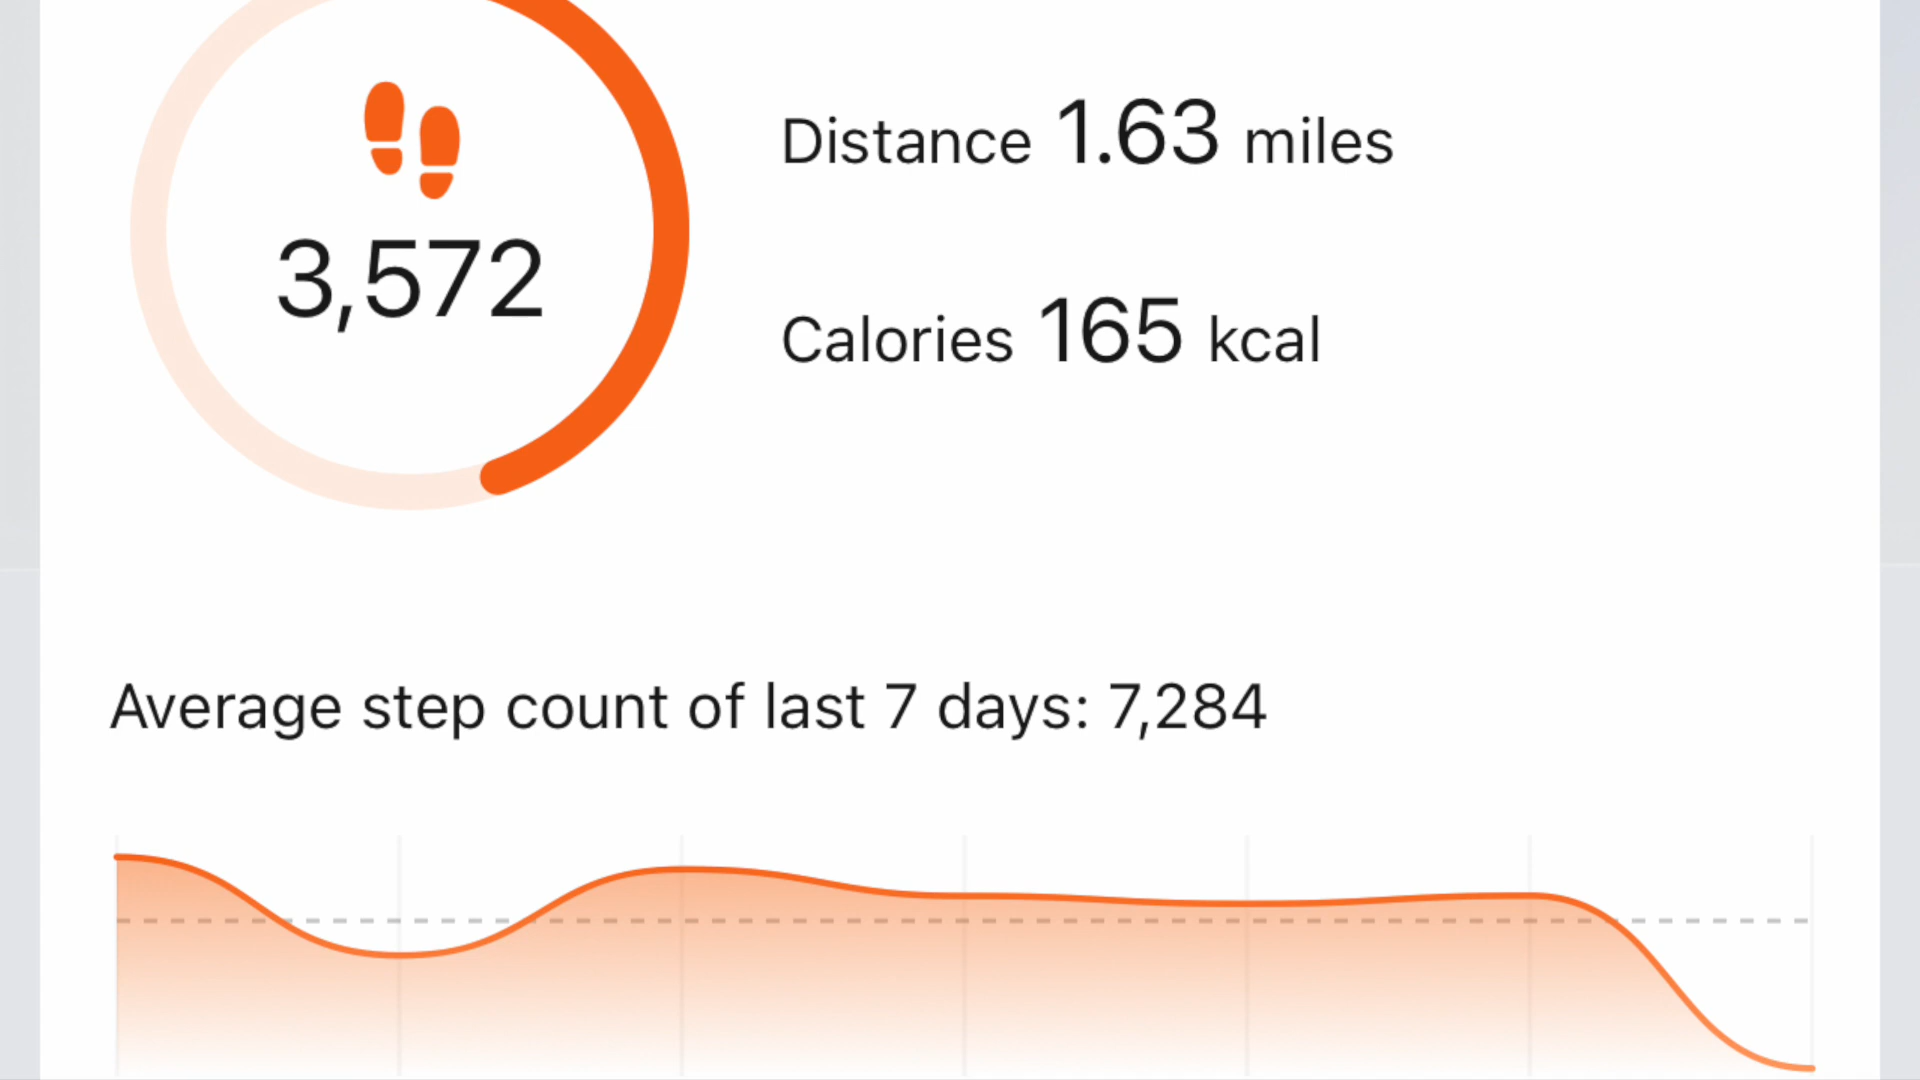 3,572
Distance 1.63 miles
Calories 165 kcal
Average step count of last 7 days: 7,284